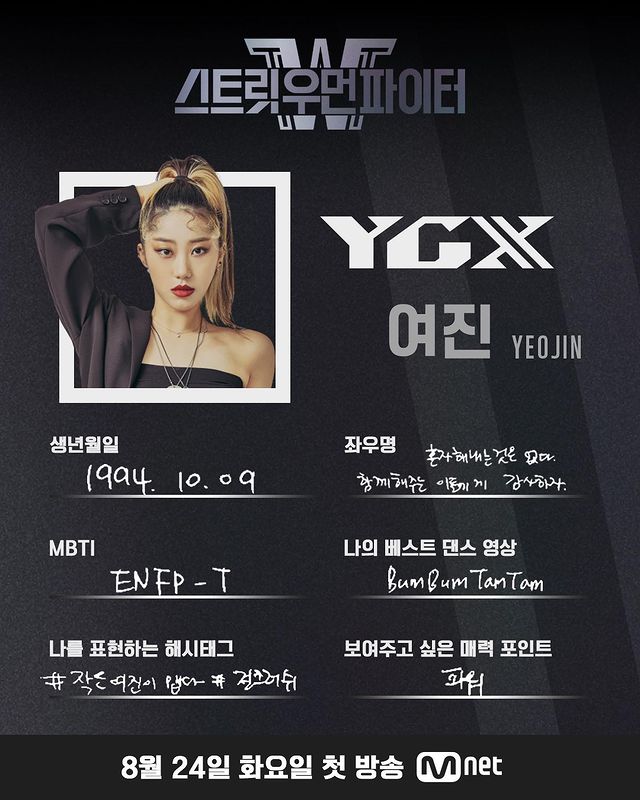 스트릿 우먼 파이터
W
YGX
여진 YEOJIN
생년월일
1994. 10. 09
좌우명
혼자해내는것은 없다.
함께해주는 이들에게 감사하자.
MBTI
ENFP - T
나의 베스트 댄스 영상
BumBumTamTam
나를 표현하는 해시태그
#작은여진이 맵다 #걸크러쉬
보여주고 싶은 매력 포인트
파워
8월 24일 화요일 첫 방송 Mnet